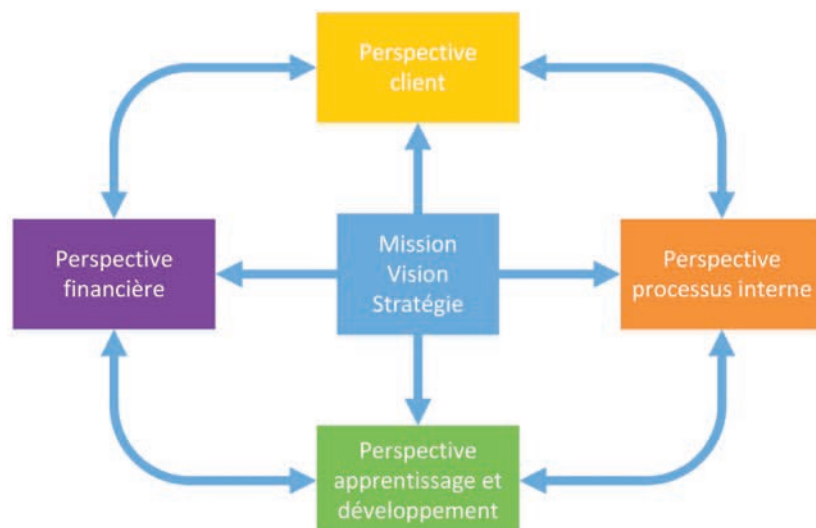 Perspective
client
Perspective
financière
Mission
Vision
Stratégie
Perspective
processus interne
Perspective
apprentissage et
développement